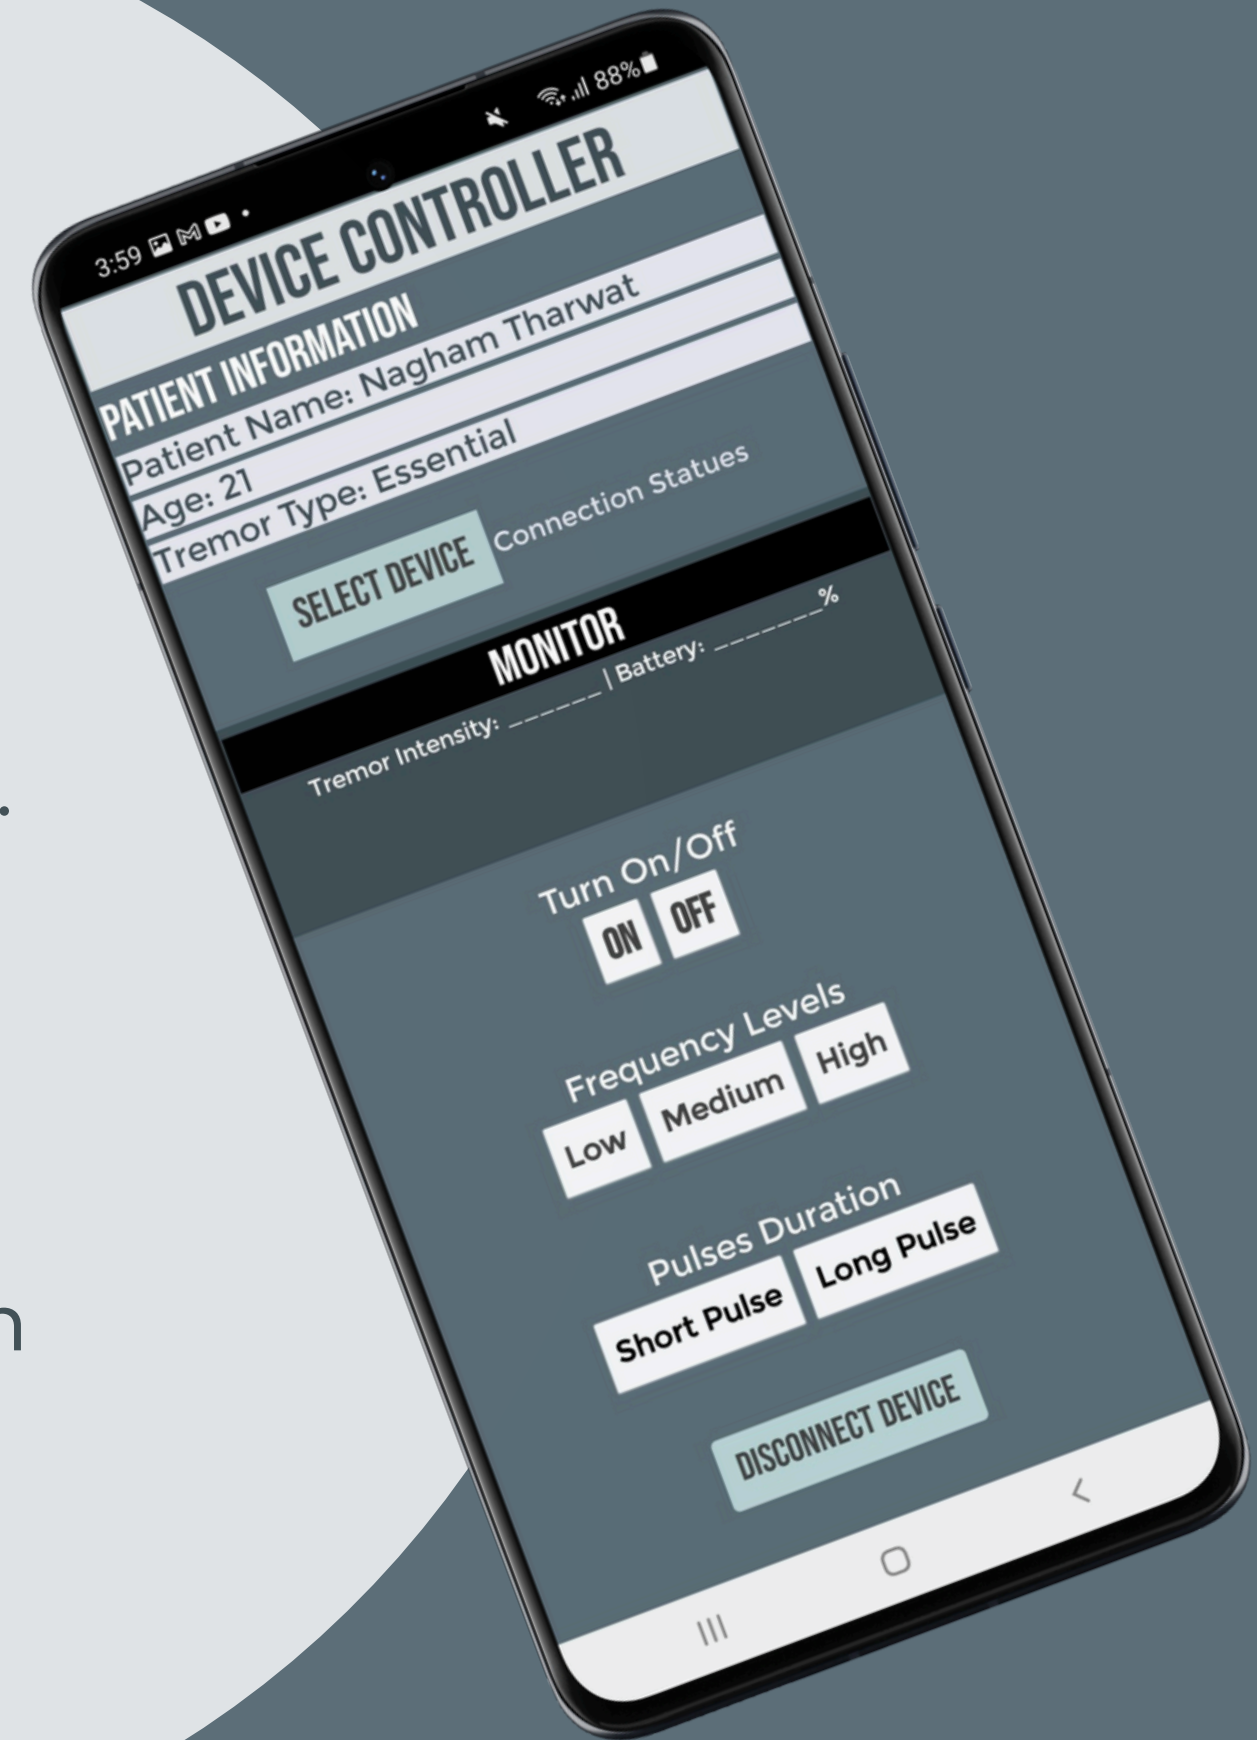 3:59 88%
DEVICE CONTROLLER
PATIENT INFORMATION
Patient Name: Nagham Tharwat
Age: 21
Tremor Type: Essential
SELECT DEVICE Connection Statues
MONITOR
Tremor Intensity: ______ | Battery: _______%
Turn On/Off
ON OFF
Frequency Levels
Low Medium High
Pulses Duration
Short Pulse Long Pulse
DISCONNECT DEVICE
.
n